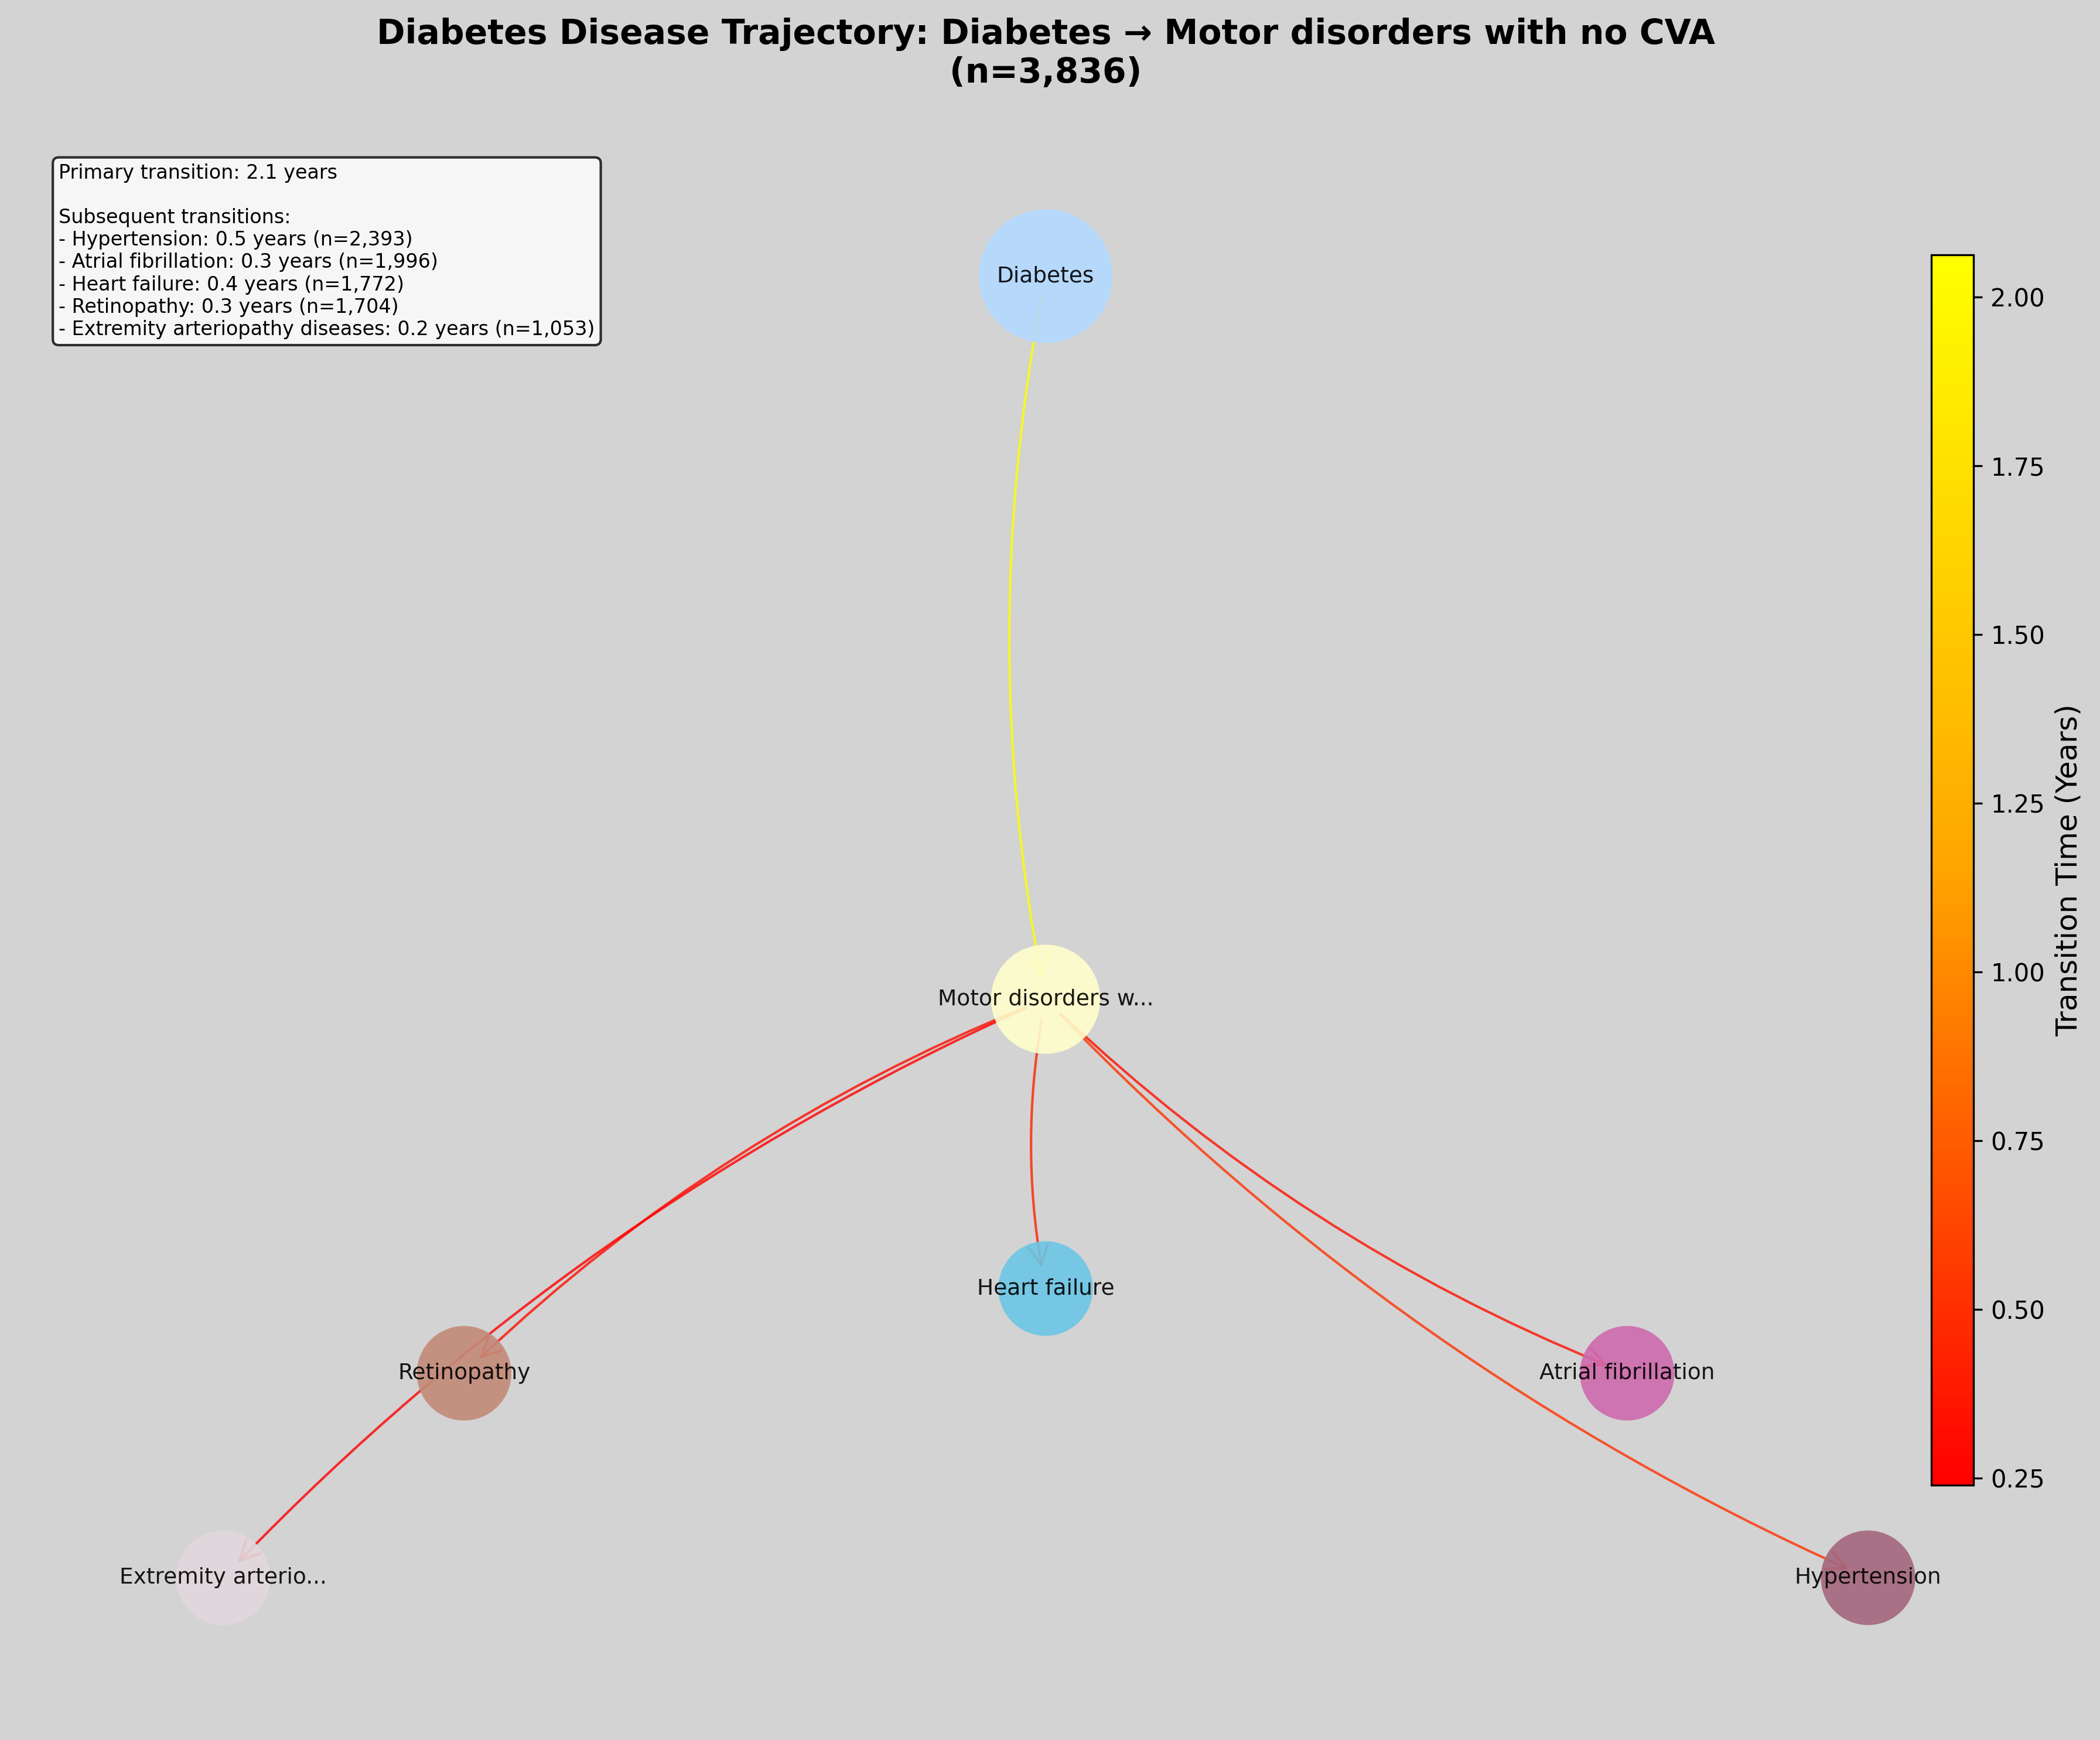 Diabetes Disease Trajectory: Diabetes → Motor disorders with no CVA
(n=3,836)
Primary transition: 2.1 years
Subsequent transitions:
- Hypertension: 0.5 years (n=2,393)
- Atrial fibrillation: 0.3 years (n=1,996)
- Heart failure: 0.4 years (n=1,772)
- Retinopathy: 0.3 years (n=1,704)
- Extremity arteriopathy diseases: 0.2 years (n=1,053)
Diabetes
Motor disorders w...
Heart failure
Retinopathy
Atrial fibrillation
Extremity arterio...
Hypertension
2.00
1.75
1.50
1.25
1.00
0.75
0.50
0.25
Transition Time (Years)